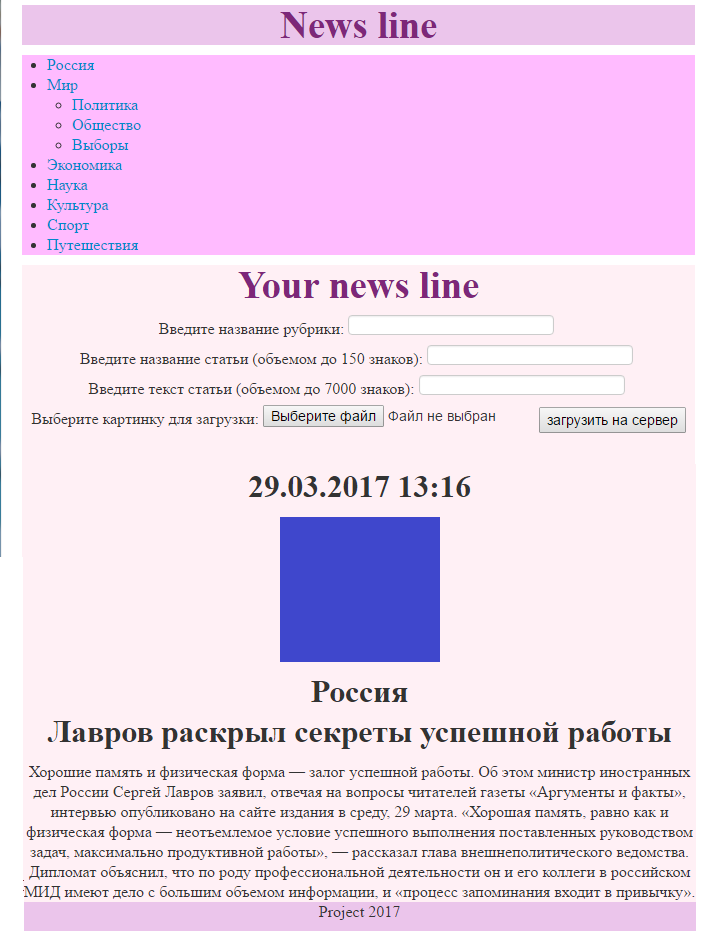 News line
Россия
Мир
Политика
Общество
Выборы
Экономика
Наука
Культура
Спорт
Путешествия
Your news line
Введите название рубрики:
Введите название статьи (объемом до 150 знаков):
Введите текст статьи (объемом до 7000 знаков):
Выберите картинку для загрузки: Выберите файл Файл не выбран загрузить на сервер
29.03.2017 13:16
Россия
Лавров раскрыл секреты успешной работы
Хорошие память и физическая форма — залог успешной работы. Об этом министр иностранных
дел России Сергей Лавров заявил, отвечая на вопросы читателей газеты «Аргументы и факты»,
интервью опубликовано на сайте издания в среду, 29 марта. «Хорошая память, равно как и
физическая форма — неотъемлемое условие успешного выполнения поставленных руководством
задач, максимально продуктивной работы», — рассказал глава внешнеполитического ведомства.
Дипломат объяснил, что по роду профессиональной деятельности он и его коллеги в российском
МИД имеют дело с большим объемом информации, и «процесс запоминания входит в привычку».
Project 2017